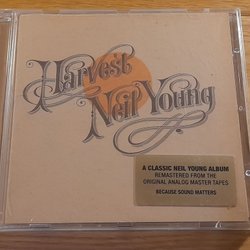 Harvest
Neil Young
A CLASSIC NEIL YOUNG ALBUM
REMASTERED FROM THE
ORIGINAL ANALOG MASTER TAPES
BECAUSE SOUND MATTERS